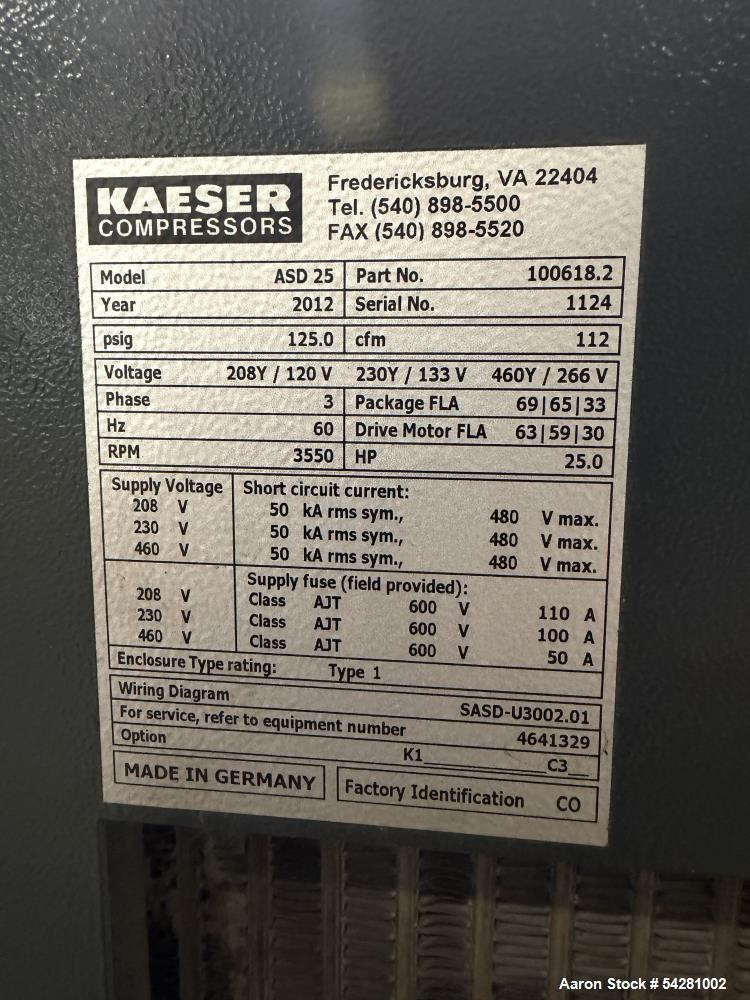 KAESER
COMPRESSORS
Fredericksburg, VA 22404
Tel. (540) 898-5500
FAX (540) 898-5520
Model ASD 25 Part No. 100618.2
Year 2012 Serial No. 1124
psig 125.0 cfm 112
Voltage 208Y / 120 V 230Y / 133 V 460Y / 266 V
Phase 3 Package FLA 69|65|33
Hz 60 Drive Motor FLA 63|59|30
RPM 3550 HP 25.0
Supply Voltage Short circuit current:
208 V 50 kA rms sym., 480 V max.
230 V 50 kA rms sym., 480 V max.
460 V 50 kA rms sym., 480 V max.
Supply fuse (field provided):
208 V Class AJT 600 V 110 A
230 V Class AJT 600 V 100 A
460 V Class AJT 600 V 50 A
Enclosure Type rating: Type 1
Wiring Diagram SASD-U3002.01
For service, refer to equipment number 4641329
Option K1 C3
MADE IN GERMANY Factory Identification CO
Aaron Stock # 54281002